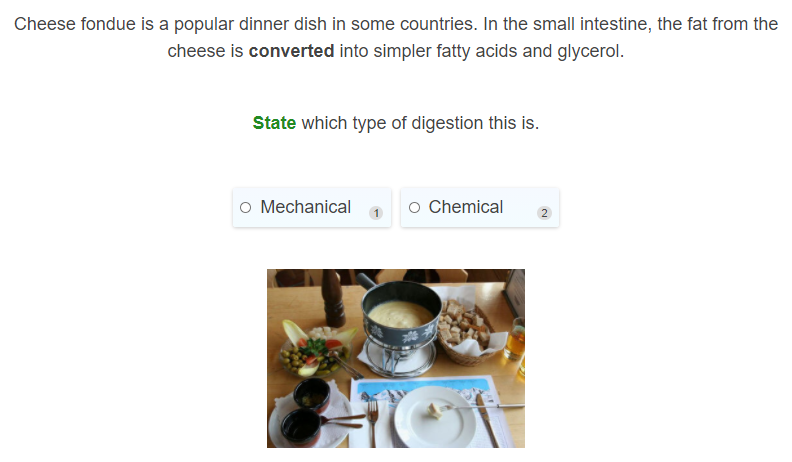 Cheese fondue is a popular dinner dish in some countries. In the small intestine, the fat from the
cheese is converted into simpler fatty acids and glycerol.
State which type of digestion this is.
Mechanical 1
Chemical 2